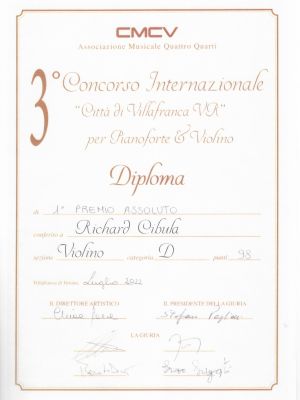 CMCV
Associazione Musicale Quattro Quarti
3° Concorso Internazionale
"Città di Villafranca VR"
per Pianoforte & Violino
Diploma
di 1° PREMIO ASSOLUTO
conferito a Richard Cibula
sezione Violino categoria D punti 98
Villafranca di Verona, Luglio 2022
IL DIRETTORE ARTISTICO IL PRESIDENTE DELLA GIURIA
LA GIURIA